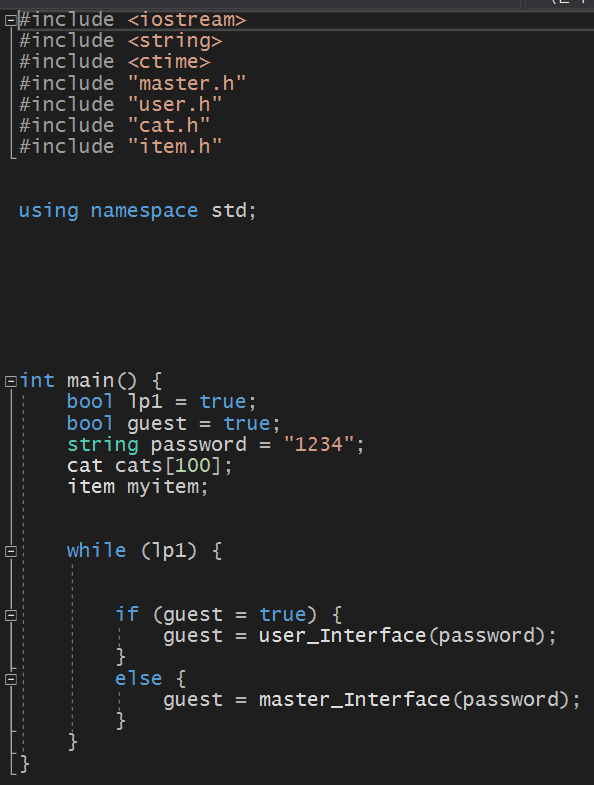 #include <iostream>
#include <string>
#include <ctime>
#include "master.h"
#include "user.h"
#include "cat.h"
#include "item.h"
using namespace std;
int main() {
bool lp1 = true;
bool guest = true;
string password = "1234";
cat cats[100];
item myitem;
while (lp1) {
if (guest = true) {
guest = user_Interface(password);
}
else {
guest = master_Interface(password);
}
}
}